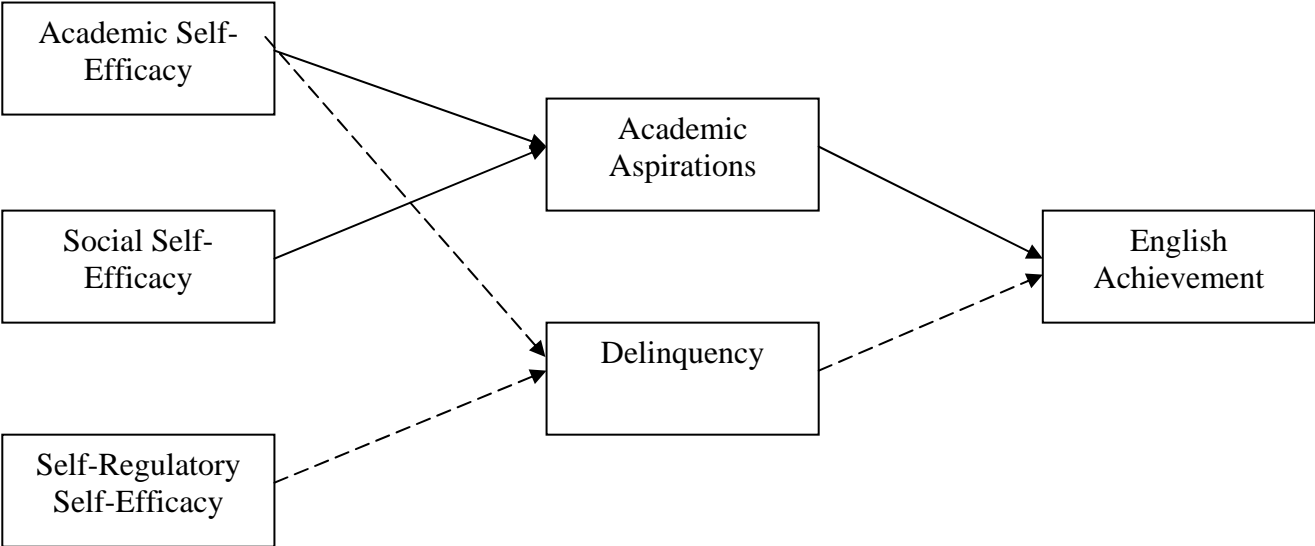 Academic Self-
Efficacy
Academic
Aspirations
Social Self-
Efficacy
English
Achievement
Delinquency
Self-Regulatory
Self-Efficacy